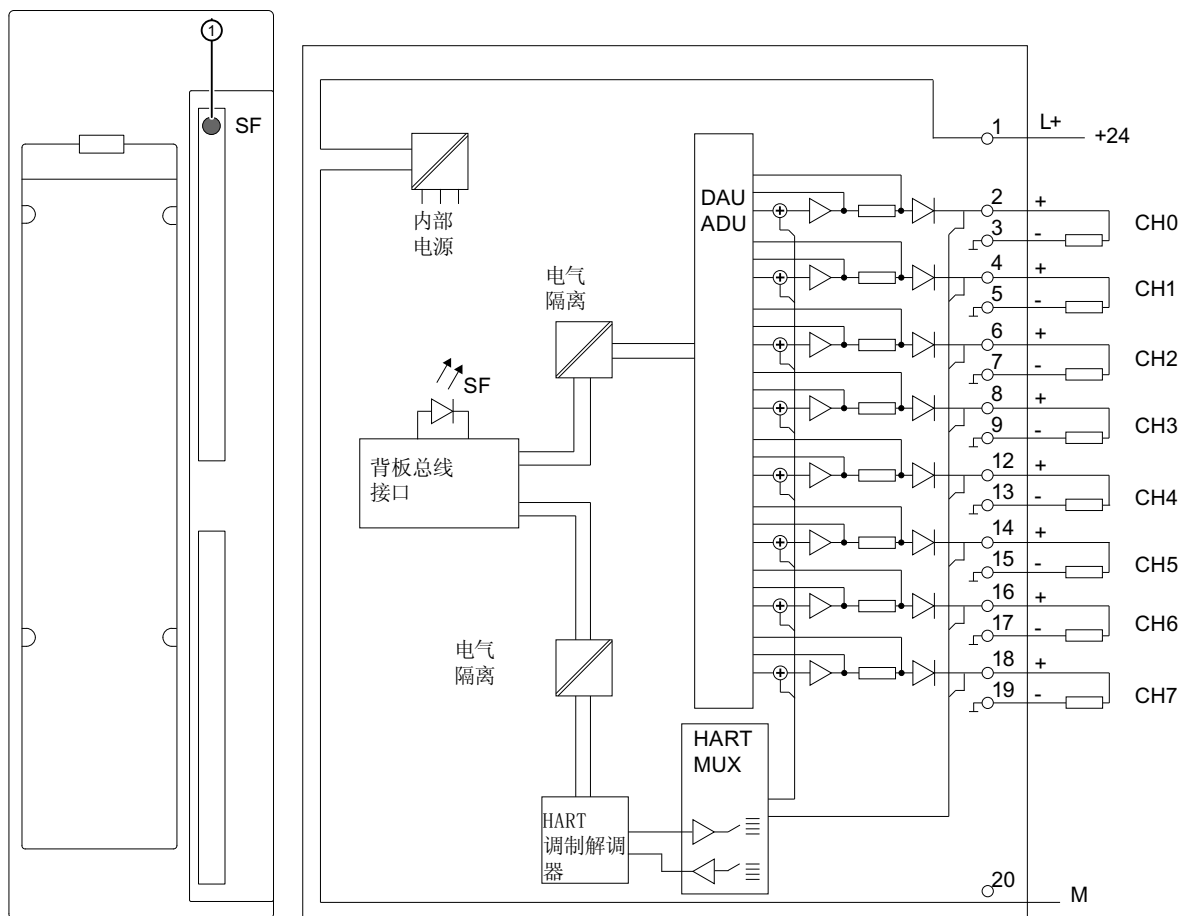 1
SF
1
L+
+24
内部
电源
DAU
ADU
2
+
3
-
CH0
电气
隔离
4
+
5
-
CH1
6
+
7
-
CH2
SF
8
+
9
-
CH3
背板总线
接口
12
+
13
-
CH4
14
+
15
-
CH5
16
+
17
-
CH6
电气
隔离
18
+
19
-
CH7
HART
MUX
HART
调制解调
器
20
M